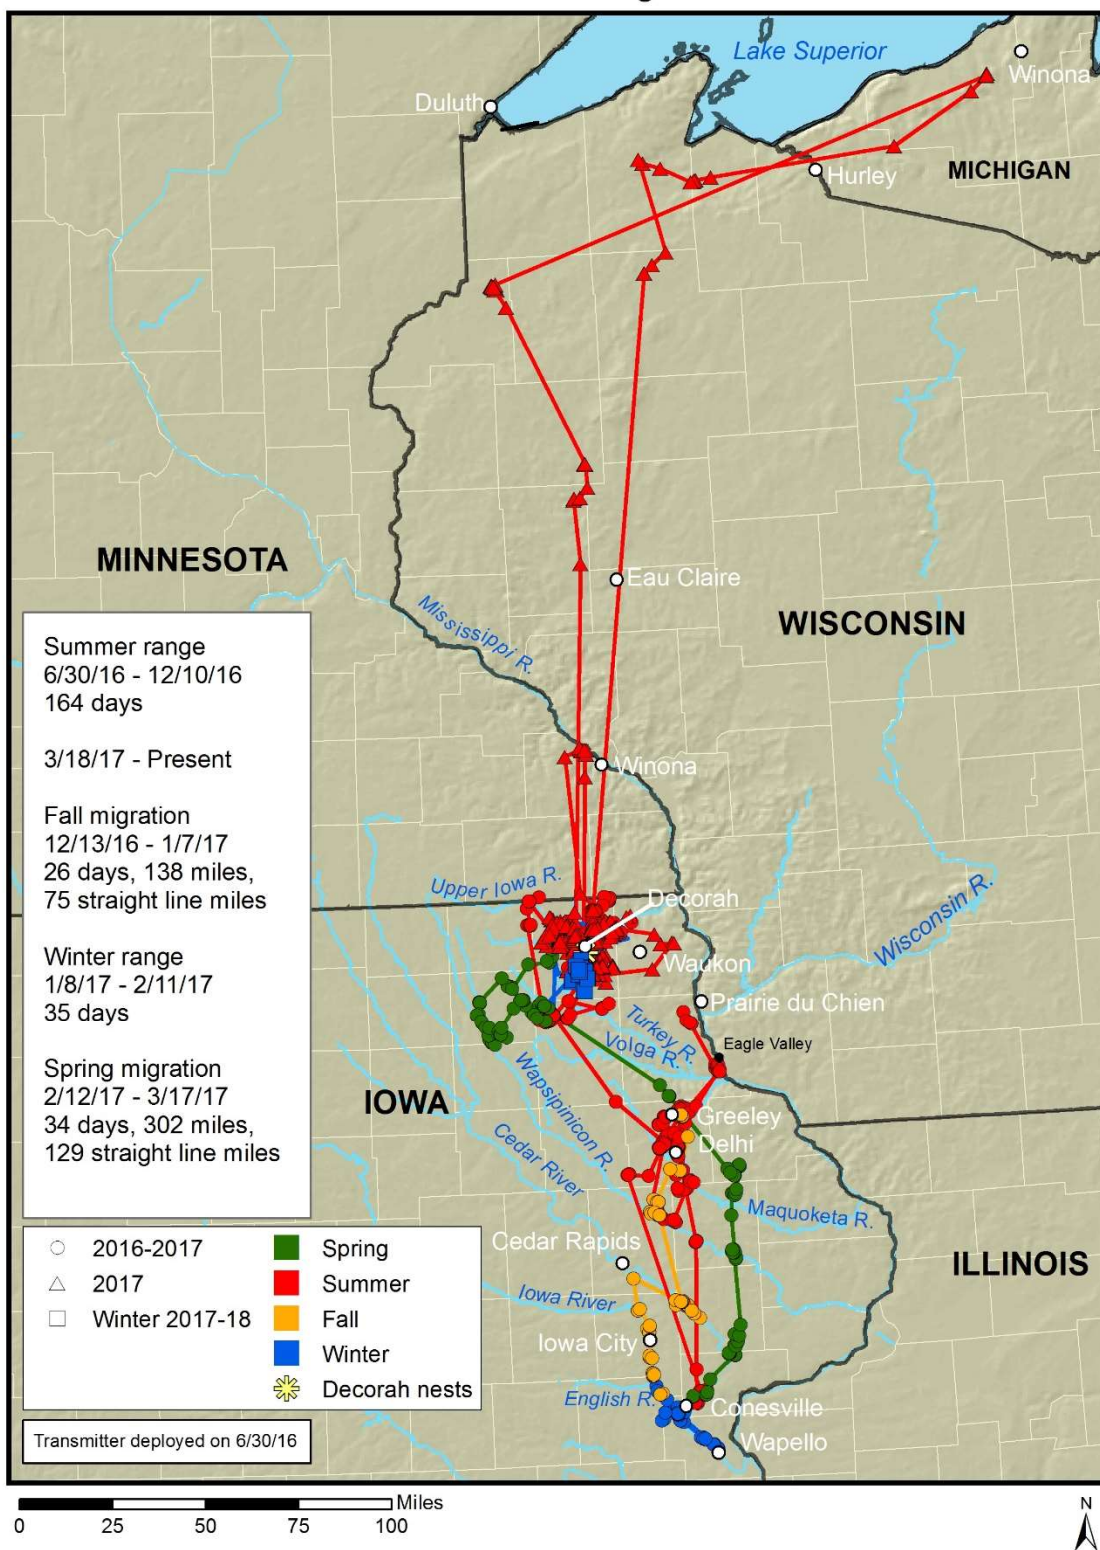 Lake Superior
Winona
Duluth
Hurley
MICHIGAN
MINNESOTA
Eau Claire
WISCONSIN
Mississippi R.
Winona
Summer range
6/30/16 - 12/10/16
164 days
3/18/17 - Present
Fall migration
12/13/16 - 1/7/17
26 days, 138 miles,
75 straight line miles
Winter range
1/8/17 - 2/11/17
35 days
Spring migration
2/12/17 - 3/17/17
34 days, 302 miles,
129 straight line miles
Upper Iowa R.
Decorah
Waukon
Wisconsin R.
Prairie du Chien
Turkey R.
Volga R.
Eagle Valley
IOWA
Wapsipinicon R.
Greeley
Delhi
Cedar River
Maquoketa R.
Cedar Rapids
ILLINOIS
Iowa River
Iowa City
English R.
Conesville
Wapello
2016-2017
2017
Winter 2017-18
Spring
Summer
Fall
Winter
Decorah nests
Transmitter deployed on 6/30/16
Miles
0 25 50 75 100
N